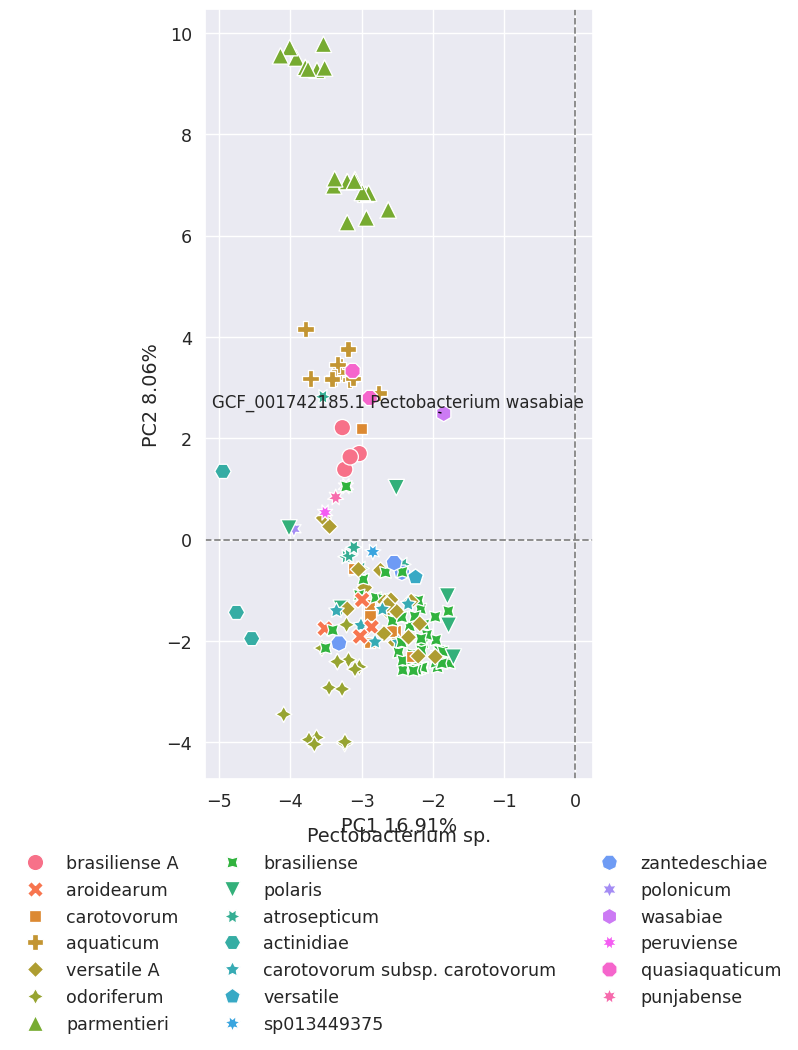 10
8
6
4
GCF_001742185.1 Pectobacterium wasabiae
2
0
−2
−4
PC2 8.06%
−5 −4 −3 −2 −1 0
PC1 16.91%
Pectobacterium sp.
brasiliense A
aroidearum
carotovorum
aquaticum
versatile A
odoriferum
parmentieri
brasiliense
polaris
atrosepticum
actinidiae
carotovorum subsp. carotovorum
versatile
sp013449375
zantedeschiae
polonicum
wasabiae
peruviense
quasiaquaticum
punjabense